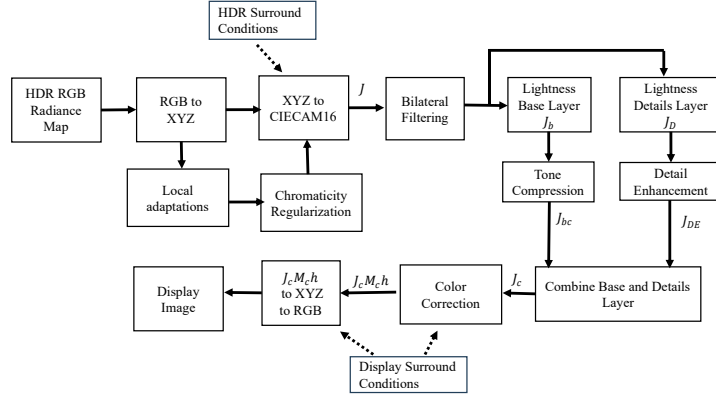 HDR Surround
Conditions
HDR RGB
Radiance
Map
RGB to
XYZ
XYZ to
CIECAM16
J
Bilateral
Filtering
Lightness
Base Layer
J_b
Lightness
Details Layer
J_D
Local
adaptations
Chromaticity
Regularization
Tone
Compression
Detail
Enhancement
J_bc
J_DE
Display
Image
J_cM_ch
to XYZ
to RGB
J_cM_ch
Color
Correction
J_c
Combine Base and Details
Layer
Display Surround
Conditions